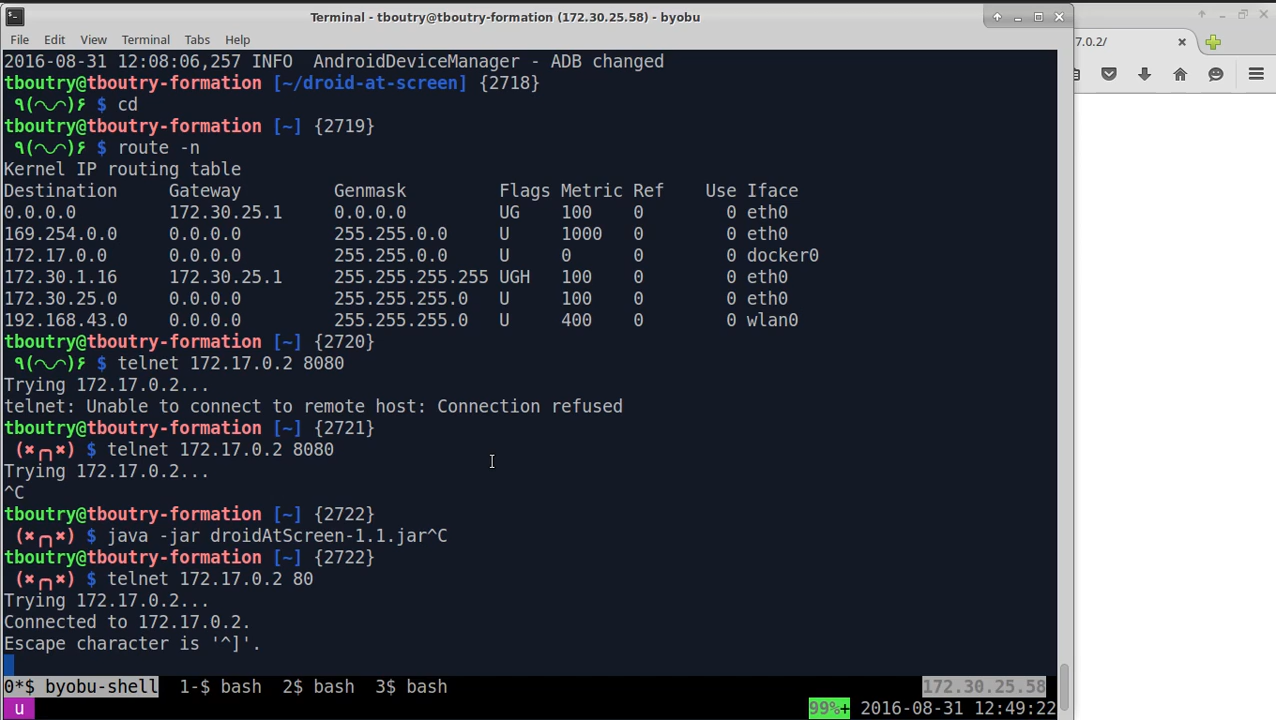 Terminal - tboutry@tboutry-formation (172.30.25.58) - byobu
File Edit View Terminal Tabs Help
7.0.2/
2016-08-31 12:08:06,257 INFO  AndroidDeviceManager - ADB changed
tboutry@tboutry-formation [~/droid-at-screen] {2718}
٩(◠◡◠)۶ $ cd
tboutry@tboutry-formation [~] {2719}
٩(◠◡◠)۶ $ route -n
Kernel IP routing table
Destination     Gateway         Genmask         Flags Metric Ref    Use Iface
0.0.0.0         172.30.25.1     0.0.0.0         UG    100    0        0 eth0
169.254.0.0     0.0.0.0         255.255.0.0     U     1000   0        0 eth0
172.17.0.0      0.0.0.0         255.255.0.0     U     0      0        0 docker0
172.30.1.16     172.30.25.1     255.255.255.255 UGH   100    0        0 eth0
172.30.25.0     0.0.0.0         255.255.255.0   U     100    0        0 eth0
192.168.43.0    0.0.0.0         255.255.255.0   U     400    0        0 wlan0
tboutry@tboutry-formation [~] {2720}
٩(◠◡◠)۶ $ telnet 172.17.0.2 8080
Trying 172.17.0.2...
telnet: Unable to connect to remote host: Connection refused
tboutry@tboutry-formation [~] {2721}
(✖╭╮✖) $ telnet 172.17.0.2 8080
Trying 172.17.0.2...
^C
tboutry@tboutry-formation [~] {2722}
(✖╭╮✖) $ java -jar droidAtScreen-1.1.jar^C
tboutry@tboutry-formation [~] {2722}
(✖╭╮✖) $ telnet 172.17.0.2 80
Trying 172.17.0.2...
Connected to 172.17.0.2.
Escape character is '^]'.
0*$ byobu-shell  1-$ bash  2$ bash  3$ bash 172.30.25.58
u 99%+ 2016-08-31 12:49:22